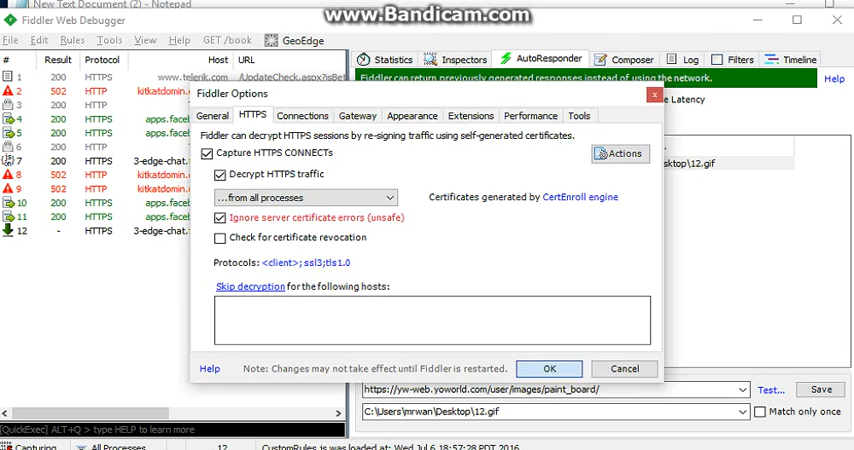 New Text Document (2) - Notepad
www.Bandicam.com
Fiddler Web Debugger
File Edit Rules Tools View Help GET /book GeoEdge
# Result Protocol Host URL
1 200 HTTPS www.telerik.com /UpdateCheck.aspx?isBet
2 502 HTTP kitkatdomin.
3 200 HTTP
4 200 HTTPS apps.faceb
5 200 HTTPS apps.faceb
6 200 HTTP
7 200 HTTPS 3-edge-chat.f
8 502 HTTP kitkatdomin.
9 502 HTTP kitkatdomin.
10 200 HTTPS apps.faceb
11 200 HTTPS apps.faceb
12 - HTTPS 3-edge-chat.f
[QuickExec] ALT+Q > type HELP to learn more
Capturing All Processes 12 CustomRules.js was loaded at: Wed Jul 6 18:57:28 PDT 2016
Statistics Inspectors AutoResponder Composer Log Filters Timeline
Fiddler can return previously generated responses instead of using the network. Help
e Latency
sktop\12.gif
https://yw-web.yoworld.com/user/images/paint_board/ Test... Save
C:\Users\mrwan\Desktop\12.gif Match only once
Fiddler Options x
General HTTPS Connections Gateway Appearance Extensions Performance Tools
Fiddler can decrypt HTTPS sessions by re-signing traffic using self-generated certificates.
Capture HTTPS CONNECTs Actions
Decrypt HTTPS traffic
...from all processes Certificates generated by CertEnroll engine
Ignore server certificate errors (unsafe)
Check for certificate revocation
Protocols: <client>;ssl3;tls1.0
Skip decryption for the following hosts:
Help Note: Changes may not take effect until Fiddler is restarted. OK Cancel